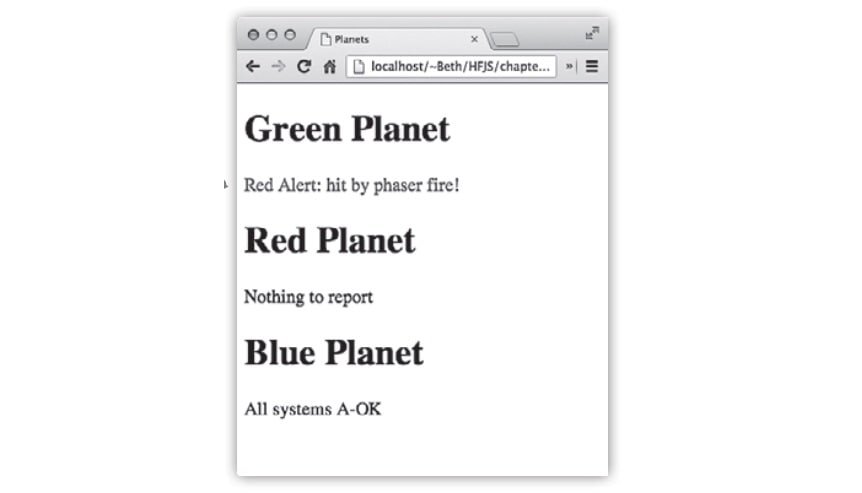 Planets
localhost/~Beth/HFJS/chapte...
Green Planet
Red Alert: hit by phaser fire!
Red Planet
Nothing to report
Blue Planet
All systems A-OK